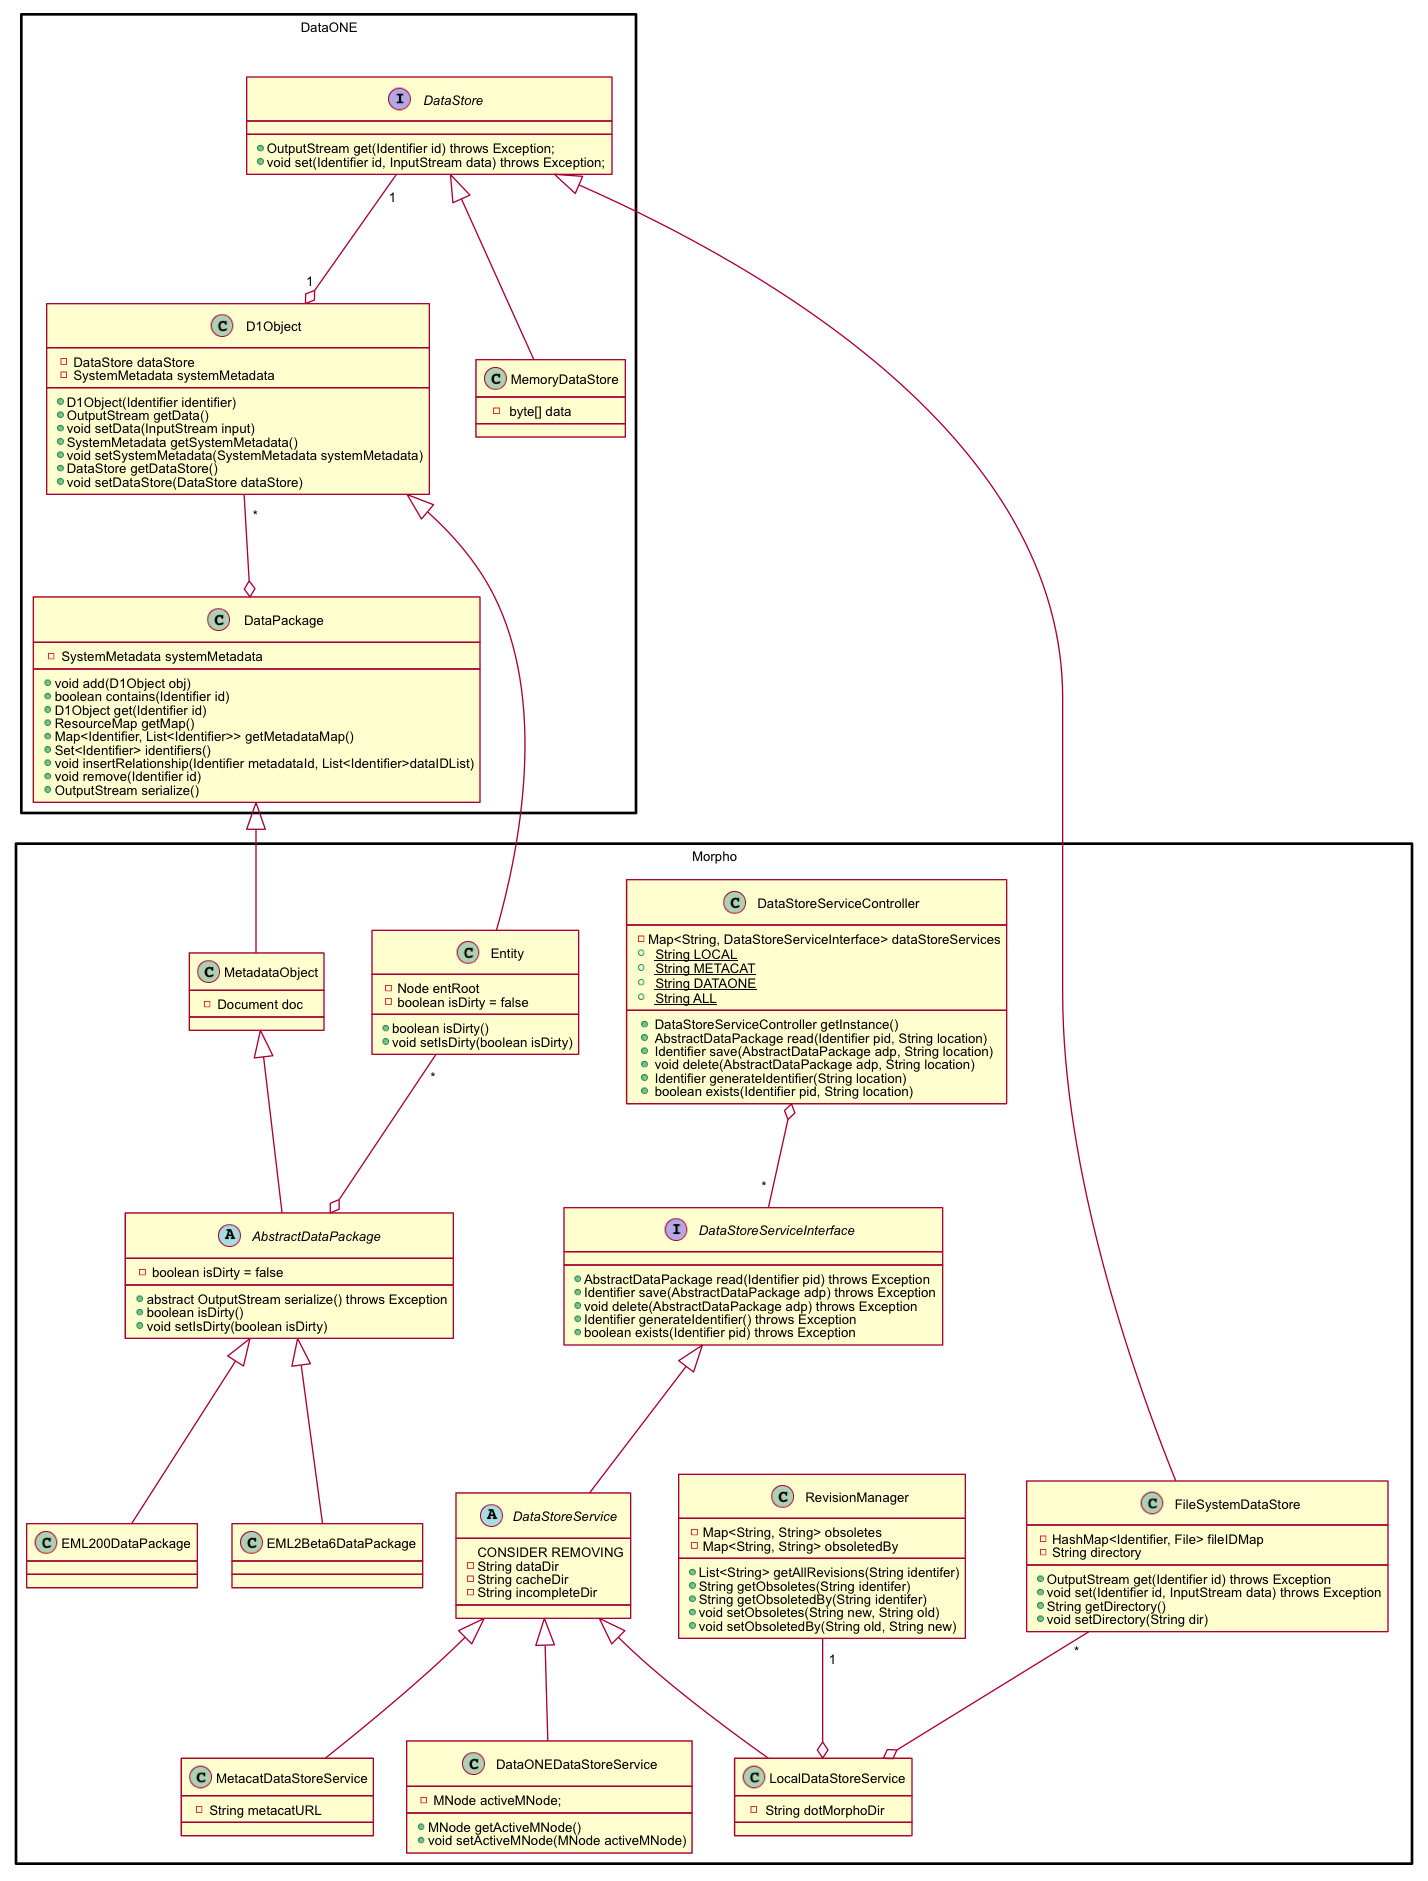 DataONE
I DataStore
OutputStream get(Identifier id) throws Exception;
void set(Identifier id, InputStream data) throws Exception;
1
1
C D1Object
DataStore dataStore
SystemMetadata systemMetadata
D1Object(Identifier identifier)
OutputStream getData()
void setData(InputStream input)
SystemMetadata getSystemMetadata()
void setSystemMetadata(SystemMetadata systemMetadata)
DataStore getDataStore()
void setDataStore(DataStore dataStore)
C MemoryDataStore
byte[] data
*
C DataPackage
SystemMetadata systemMetadata
void add(D1Object obj)
boolean contains(Identifier id)
D1Object get(Identifier id)
ResourceMap getMap()
Map<Identifier, List<Identifier>> getMetadataMap()
Set<Identifier> identifiers()
void insertRelationship(Identifier metadataId, List<Identifier>dataIDList)
void remove(Identifier id)
OutputStream serialize()
Morpho
C DataStoreServiceController
Map<String, DataStoreServiceInterface> dataStoreServices
String LOCAL
String METACAT
String DATAONE
String ALL
DataStoreServiceController getInstance()
AbstractDataPackage read(Identifier pid, String location)
Identifier save(AbstractDataPackage adp, String location)
void delete(AbstractDataPackage adp, String location)
Identifier generateIdentifier(String location)
boolean exists(Identifier pid, String location)
C MetadataObject
Document doc
C Entity
Node entRoot
boolean isDirty = false
boolean isDirty()
void setIsDirty(boolean isDirty)
*
*
A AbstractDataPackage
boolean isDirty = false
abstract OutputStream serialize() throws Exception
boolean isDirty()
void setIsDirty(boolean isDirty)
I DataStoreServiceInterface
AbstractDataPackage read(Identifier pid) throws Exception
Identifier save(AbstractDataPackage adp) throws Exception
void delete(AbstractDataPackage adp) throws Exception
Identifier generateIdentifier() throws Exception
boolean exists(Identifier pid) throws Exception
C EML200DataPackage
C EML2Beta6DataPackage
A DataStoreService
CONSIDER REMOVING
String dataDir
String cacheDir
String incompleteDir
C RevisionManager
Map<String, String> obsoletes
Map<String, String> obsoletedBy
List<String> getAllRevisions(String identifer)
String getObsoletes(String identifer)
String getObsoletedBy(String identifer)
void setObsoletes(String new, String old)
void setObsoletedBy(String old, String new)
C FileSystemDataStore
HashMap<Identifier, File> fileIDMap
String directory
OutputStream get(Identifier id) throws Exception
void set(Identifier id, InputStream data) throws Exception
String getDirectory()
void setDirectory(String dir)
1
*
C MetacatDataStoreService
String metacatURL
C DataONEDataStoreService
MNode activeMNode;
MNode getActiveMNode()
void setActiveMNode(MNode activeMNode)
C LocalDataStoreService
String dotMorphoDir